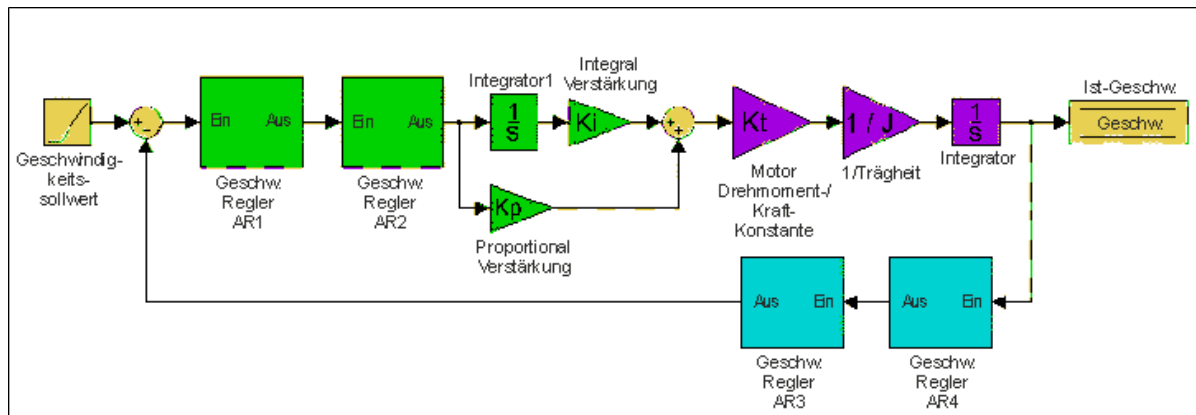 Geschwindig-
keits-
sollwert
+
−
Ein Aus
Geschw.
Regler
AR1
Ein Aus
Geschw.
Regler
AR2
Integrator1
1
s
Integral
Verstärkung
Ki
Kp
Proportional
Verstärkung
+
+
Kt
Motor
Drehmoment-/
Kraft-
Konstante
1 / J
1/Trägheit
1
s
Integrator
Ist-Geschw.
Geschw.
Aus Ein
Geschw.
Regler
AR3
Aus Ein
Geschw.
Regler
AR4